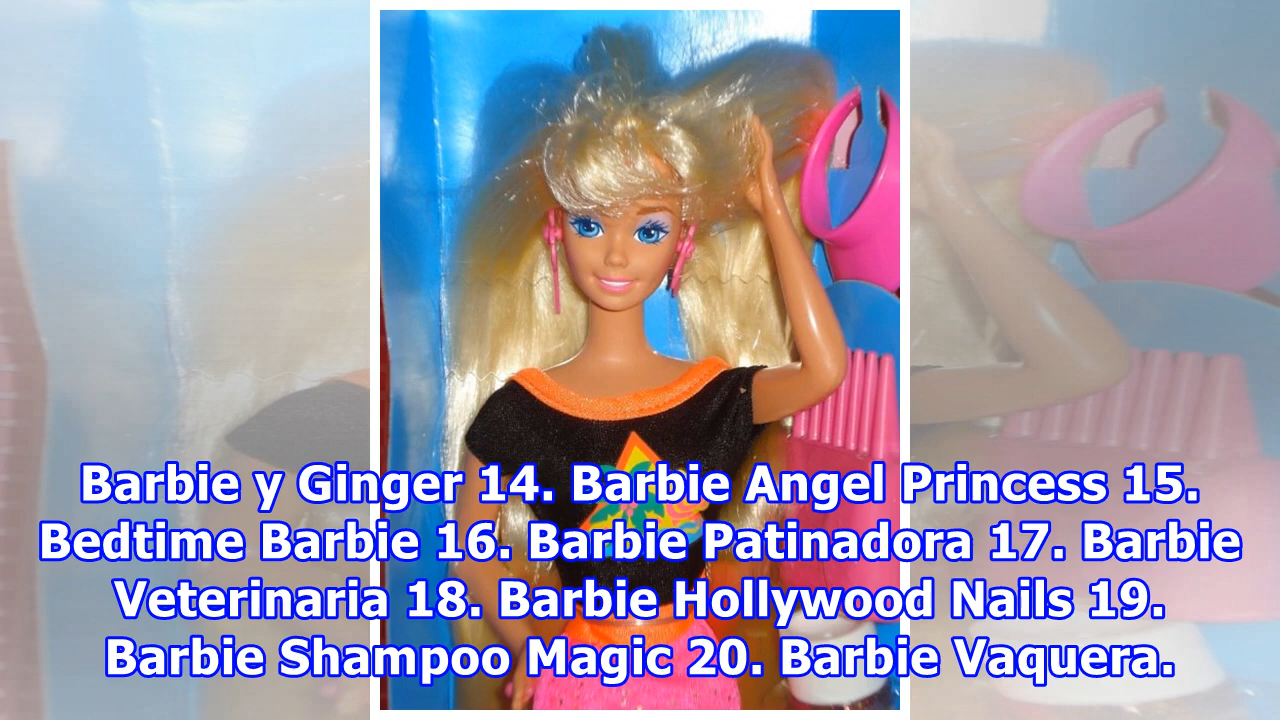 Barbie y Ginger 14. Barbie Angel Princess 15.
Bedtime Barbie 16. Barbie Patinadora 17. Barbie
Veterinaria 18. Barbie Hollywood Nails 19.
Barbie Shampoo Magic 20. Barbie Vaquera.